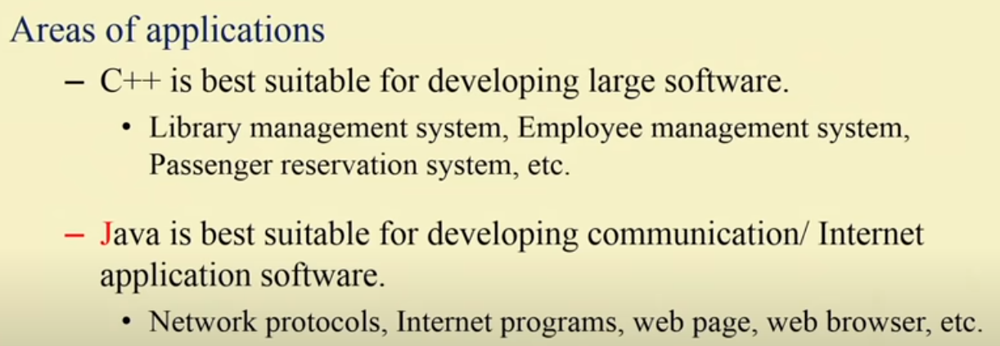 Areas of applications
– C++ is best suitable for developing large software.
• Library management system, Employee management system,
Passenger reservation system, etc.
– Java is best suitable for developing communication/ Internet
application software.
• Network protocols, Internet programs, web page, web browser, etc.